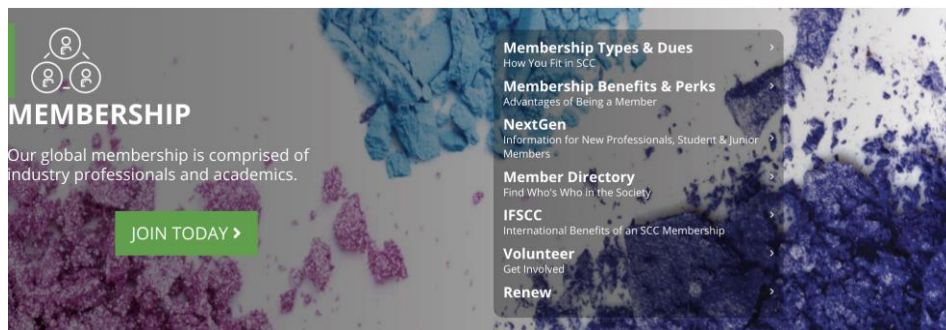 MEMBERSHIP
Our global membership is comprised of
industry professionals and academics.
JOIN TODAY
Membership Types & Dues
How You Fit in SCC
Membership Benefits & Perks
Advantages of Being a Member
NextGen
Information for New Professionals, Student & Junior
Members
Member Directory
Find Who's Who in the Society
IFSCC
International Benefits of an SCC Membership
Volunteer
Get Involved
Renew